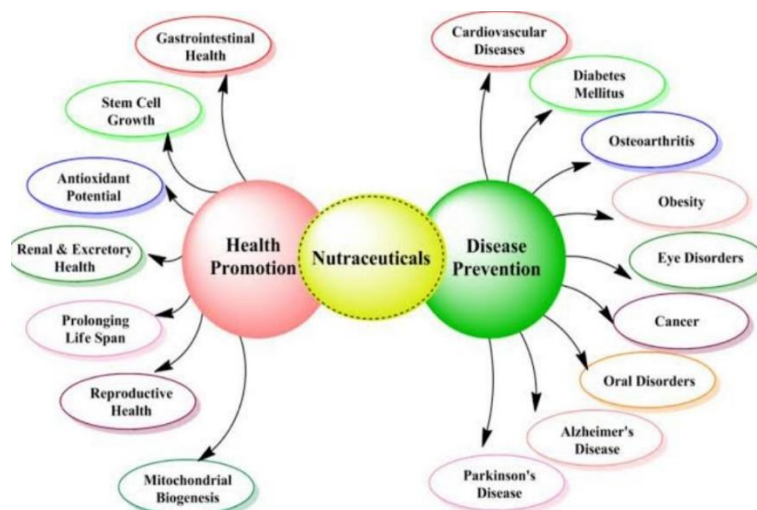 Gastrointestinal
Health
Stem Cell
Growth
Antioxidant
Potential
Renal & Excretory
Health
Prolonging
Life Span
Reproductive
Health
Mitochondrial
Biogenesis
Health
Promotion
Nutraceuticals
Disease
Prevention
Cardiovascular
Diseases
Diabetes
Mellitus
Osteoarthritis
Obesity
Eye Disorders
Cancer
Oral Disorders
Alzheimer's
Disease
Parkinson's
Disease